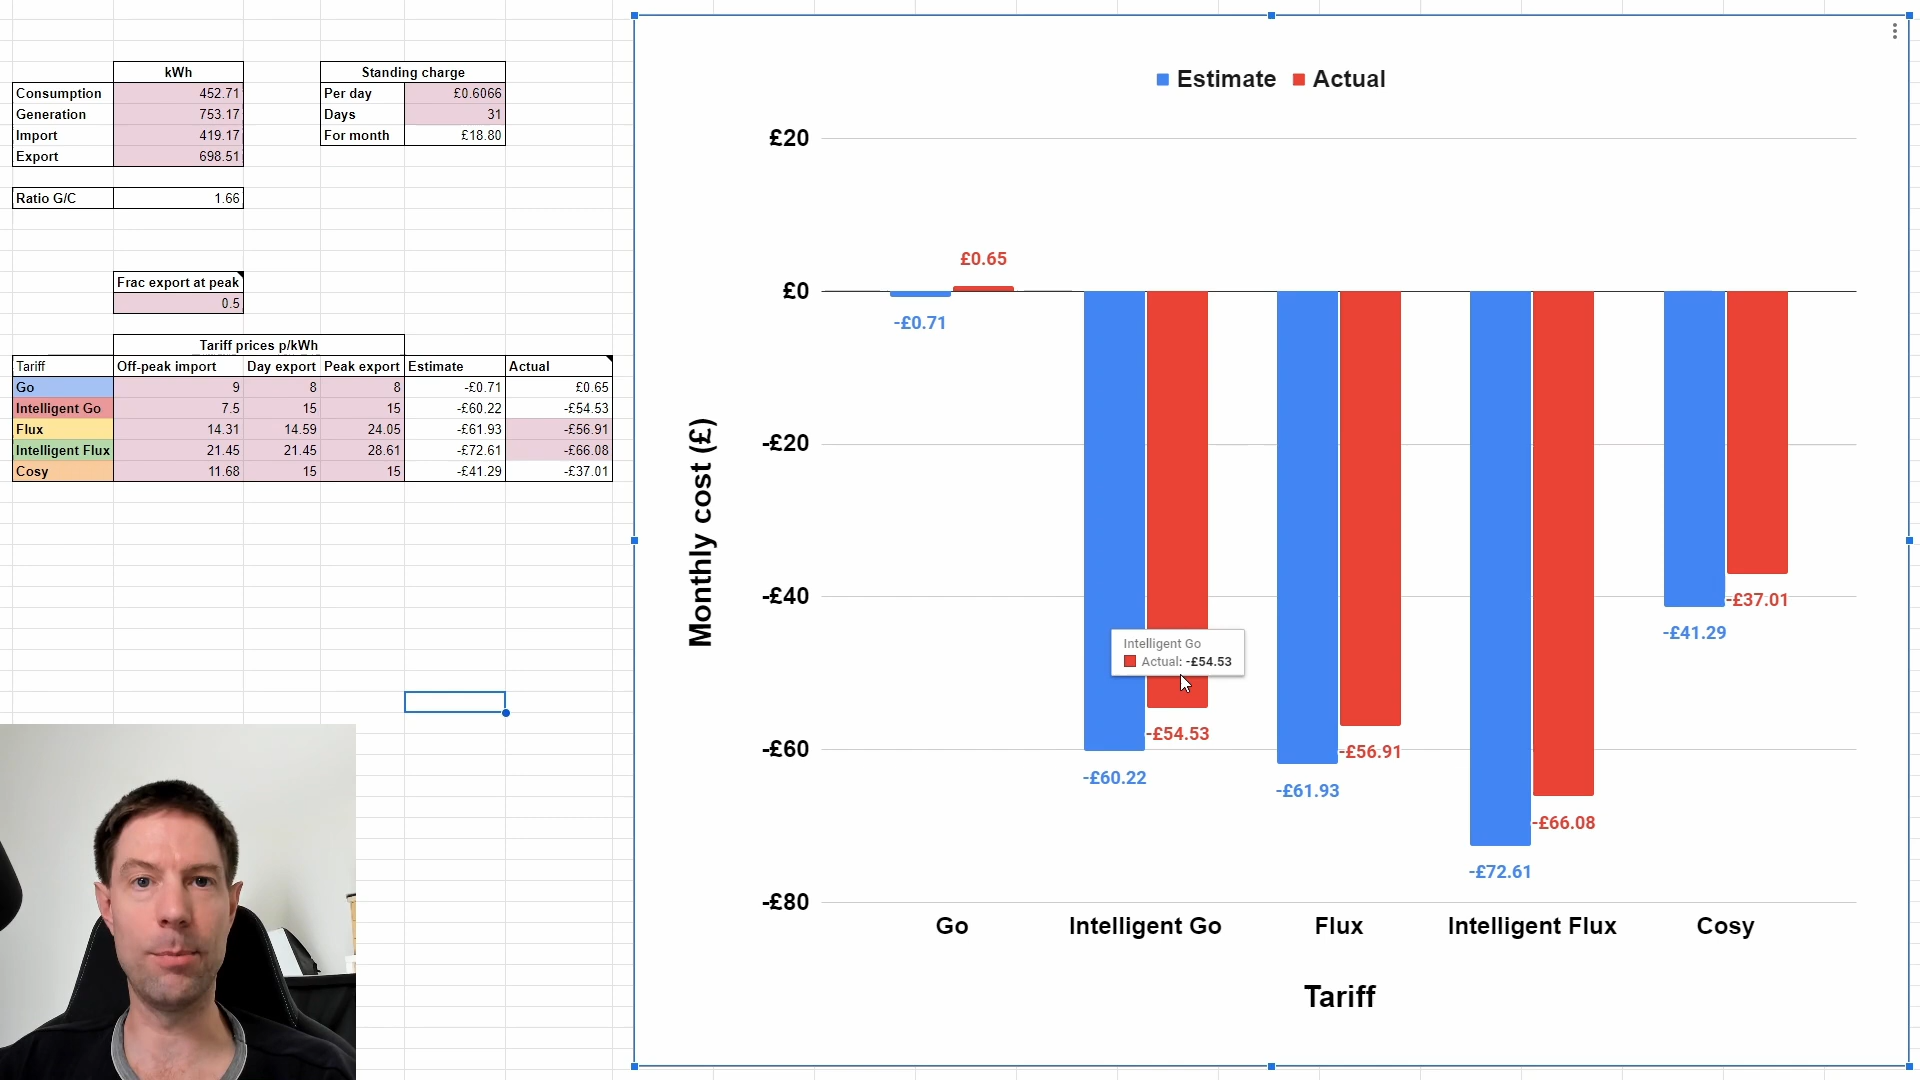 kWh
Consumption 452.71
Generation 753.17
Import 419.17
Export 698.51
Standing charge
Per day £0.6066
Days 31
For month £18.80
Ratio G/C 1.66
Frac export at peak
0.5
Tariff prices p/kWh
Tariff Off-peak import Day export Peak export Estimate Actual
Go 9 8 8 -£0.71 £0.65
Intelligent Go 7.5 15 15 -£60.22 -£54.53
Flux 14.31 14.59 24.05 -£61.93 -£56.91
Intelligent Flux 21.45 21.45 28.61 -£72.61 -£66.08
Cosy 11.68 15 15 -£41.29 -£37.01
Estimate Actual
Monthly cost (£)
£20
£0
-£20
-£40
-£60
-£80
£0.65
-£0.71
-£54.53
-£60.22
-£56.91
-£61.93
-£66.08
-£72.61
-£37.01
-£41.29
Intelligent Go
Actual: -£54.53
Go Intelligent Go Flux Intelligent Flux Cosy
Tariff